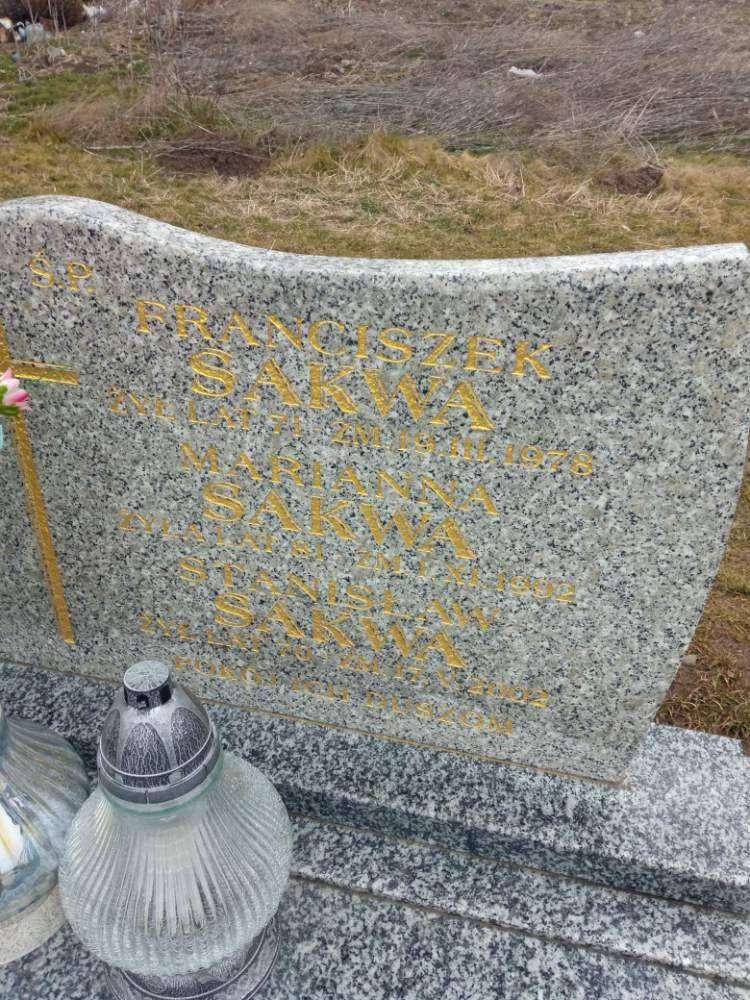 Ś.P.
FRANCISZEK
SAKWA
ŻYŁ LAT 71 - ZM. 19.III.1978
MARIANNA
SAKWA
ŻYŁA LAT 81 - ZM 1.XI.1992
STANISŁAW
SAKWA
ŻYŁ LAT 70 - ZM. 17.V.2002
POKÓJ ICH DUSZOM